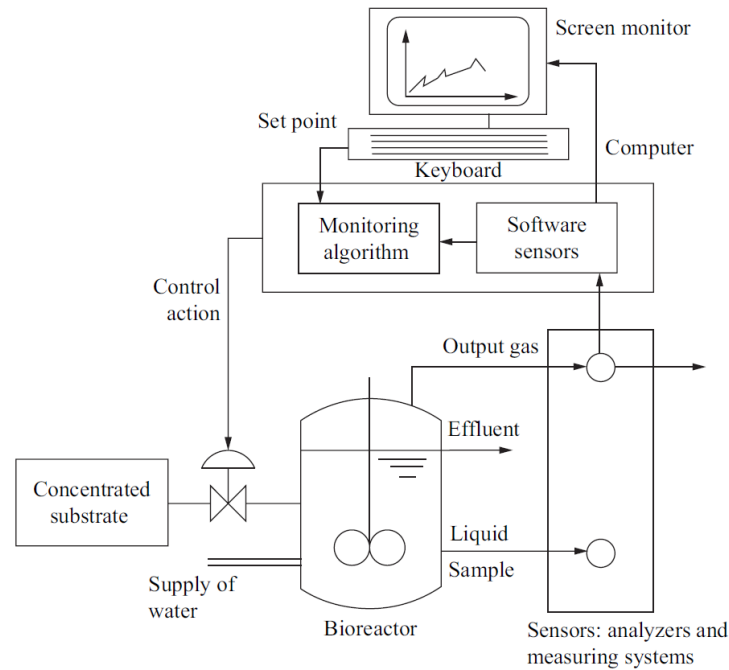 Screen monitor
Set point
Computer
Keyboard
Monitoring
algorithm
Software
sensors
Control
action
Output gas
Effluent
Concentrated
substrate
Liquid
Sample
Supply of
water
Bioreactor
Sensors: analyzers and
measuring systems